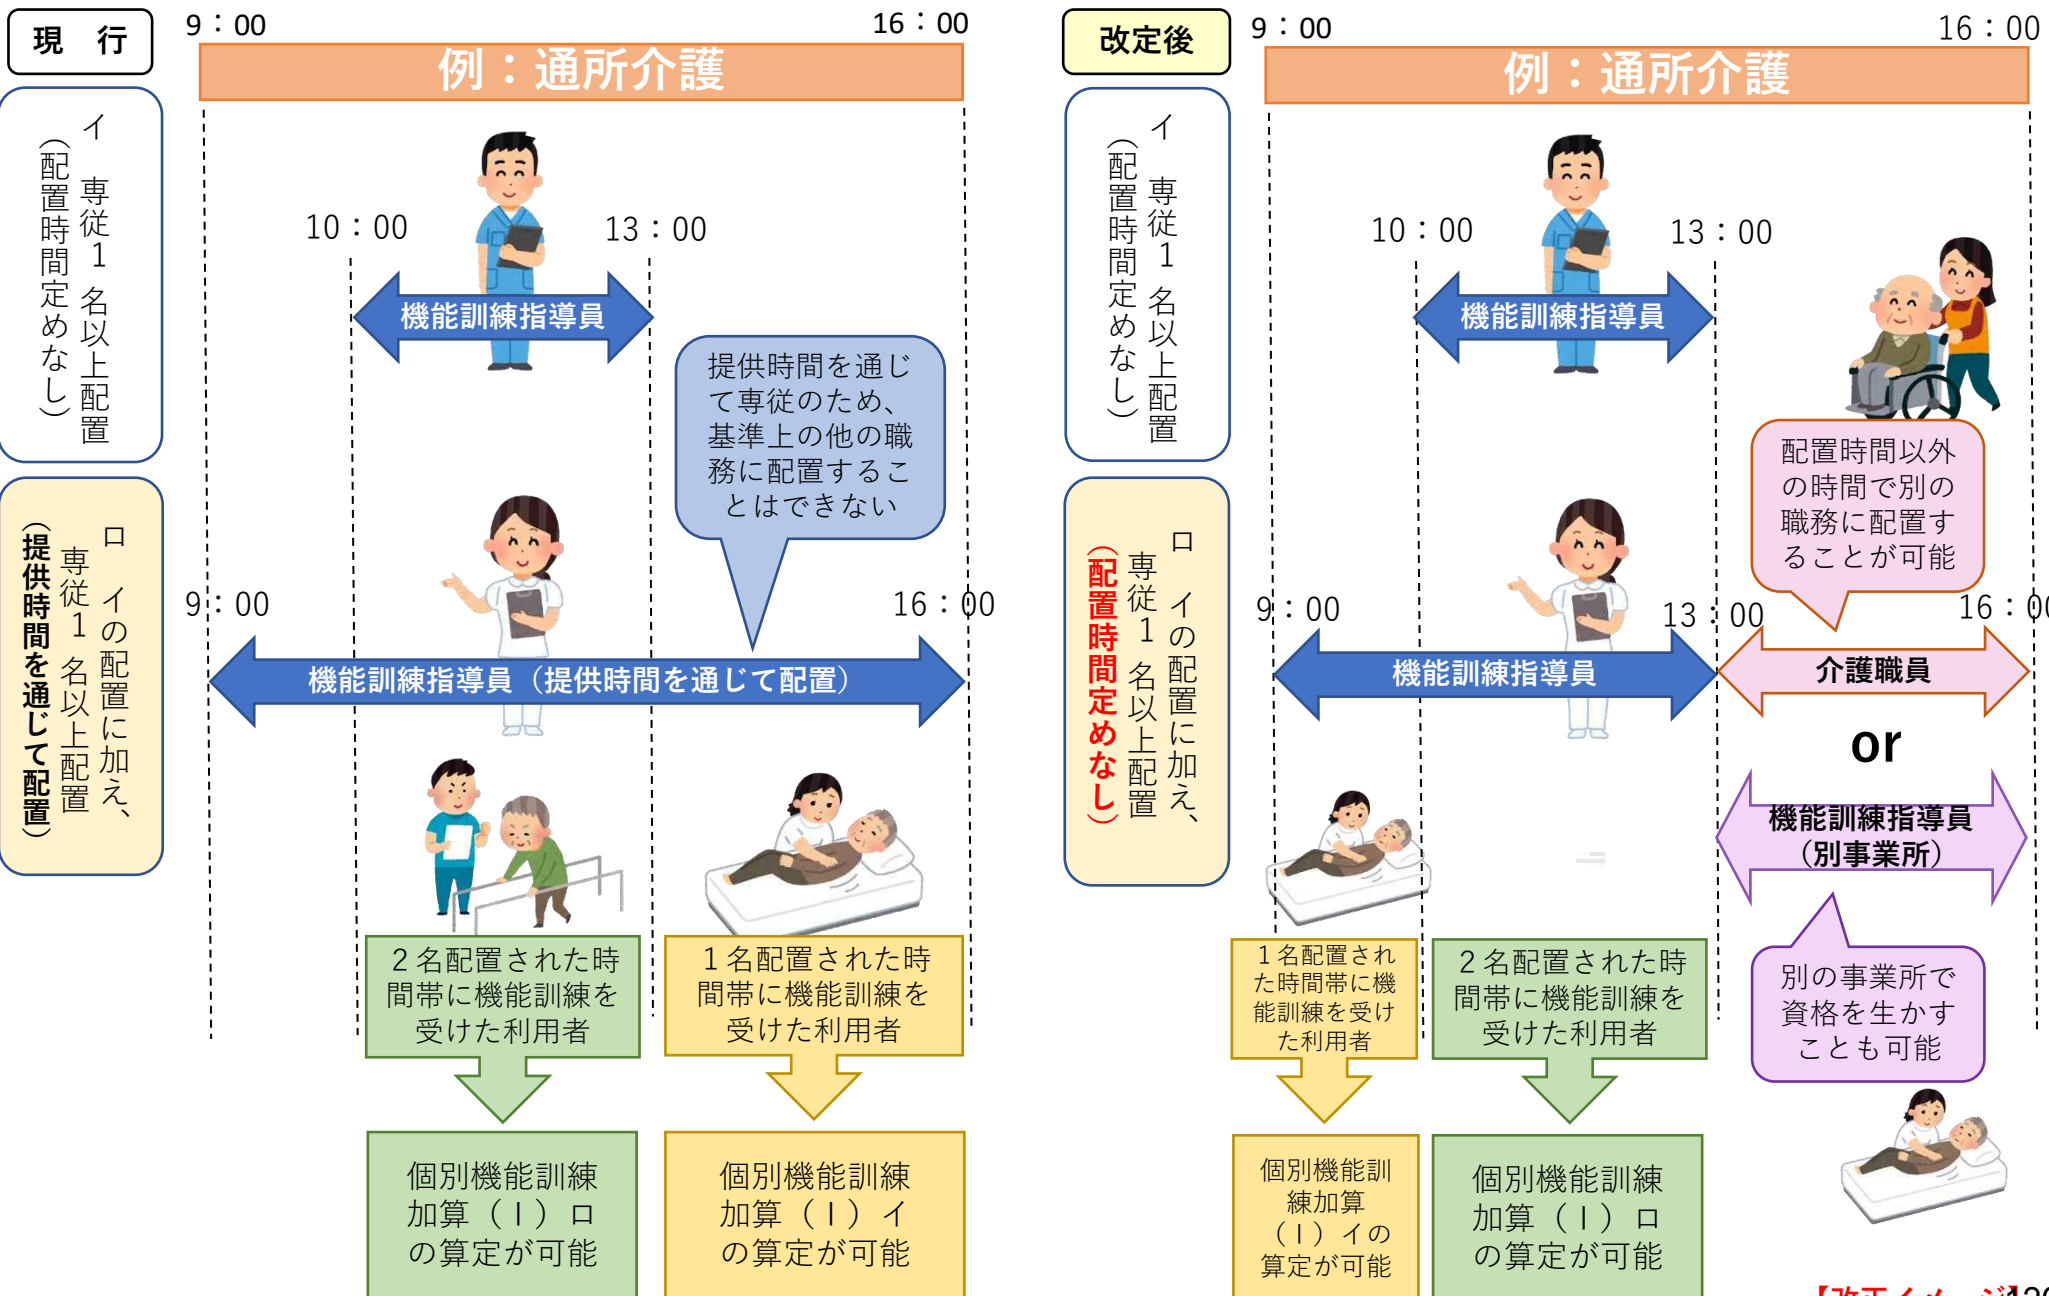 現　行
9：00
16：00
例：通所介護
イ　専従１名以上配置
（配置時間定めなし）
10：00
13：00
機能訓練指導員
提供時間を通じ
て専従のため、
基準上の他の職
務に配置するこ
とはできない
ロ　イの配置に加え、
専従１名以上配置
（提供時間を通じて配置）
9：00
16：00
機能訓練指導員（提供時間を通じて配置）
２名配置された時
間帯に機能訓練を
受けた利用者
１名配置された時
間帯に機能訓練を
受けた利用者
個別機能訓練
加算（Ⅰ）ロ
の算定が可能
個別機能訓練
加算（Ⅰ）イ
の算定が可能
改定後
9：00
16：00
例：通所介護
イ　専従１名以上配置
（配置時間定めなし）
10：00
13：00
機能訓練指導員
配置時間以外
の時間で別の
職務に配置す
ることが可能
ロ　イの配置に加え、
専従１名以上配置
（配置時間定めなし）
9：00
13：00
16：00
機能訓練指導員
介護職員
or
機能訓練指導員
（別事業所）
別の事業所で
資格を生かす
ことも可能
１名配置され
た時間帯に機
能訓練を受け
た利用者
２名配置された時
間帯に機能訓練を
受けた利用者
個別機能訓
練加算
（Ⅰ）イの
算定が可能
個別機能訓練
加算（Ⅰ）ロ
の算定が可能